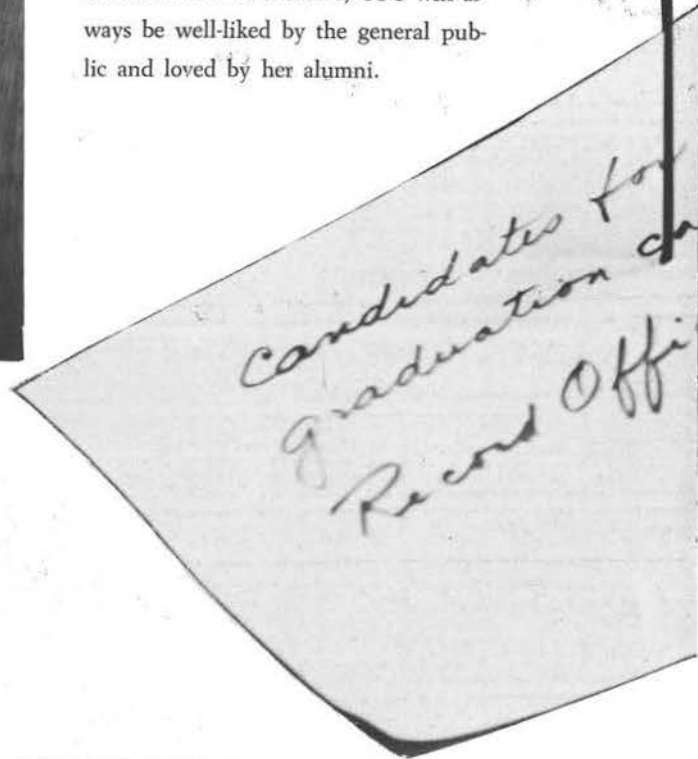 ways be well-liked by the general pub-
lic and loved by her alumni.
Candidates for
graduation ca
Record Offi